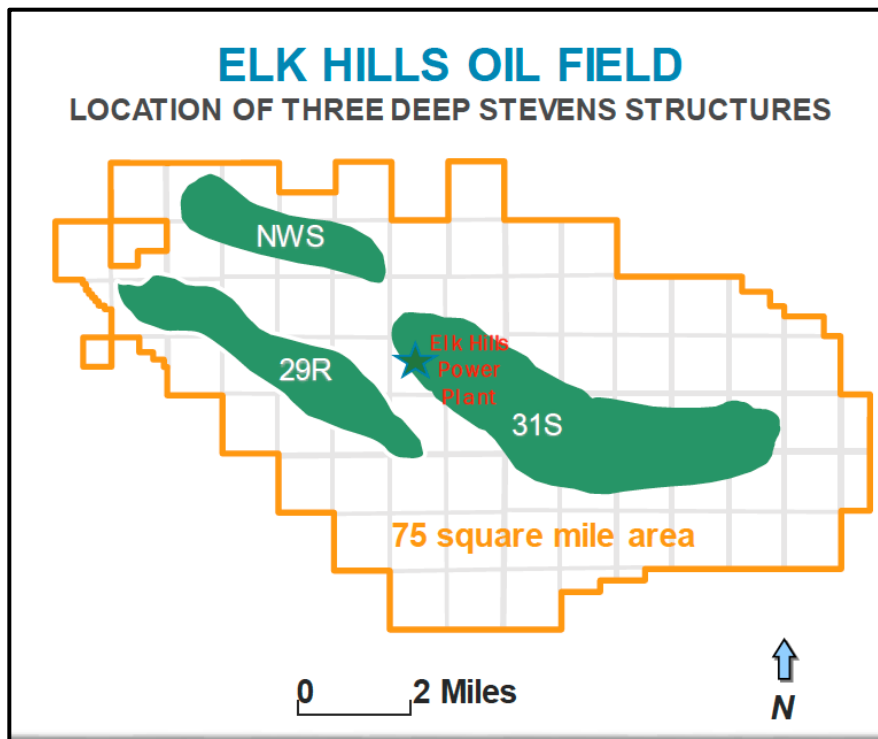 ELK HILLS OIL FIELD
LOCATION OF THREE DEEP STEVENS STRUCTURES
NWS
Elk Hills
Power
Plant
29R
31S
75 square mile area
0 2 Miles
N